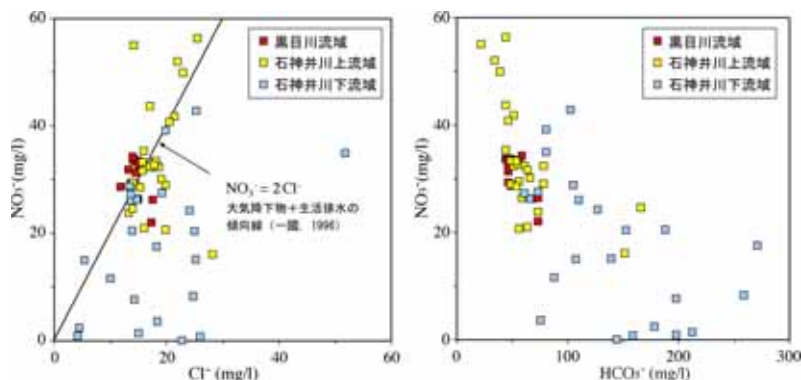 60
40
20
0
NO₃⁻(mg/l)
0
20
40
60
Cl⁻ (mg/l)
黒目川流域
石神井川上流域
石神井川下流域
NO₃⁻ = 2Cl⁻
大気降下物+生活排水の
傾向線(一國, 1996)
60
40
20
0
NO₃⁻(mg/l)
0
100
200
300
HCO₃⁻ (mg/l)
黒目川流域
石神井川上流域
石神井川下流域